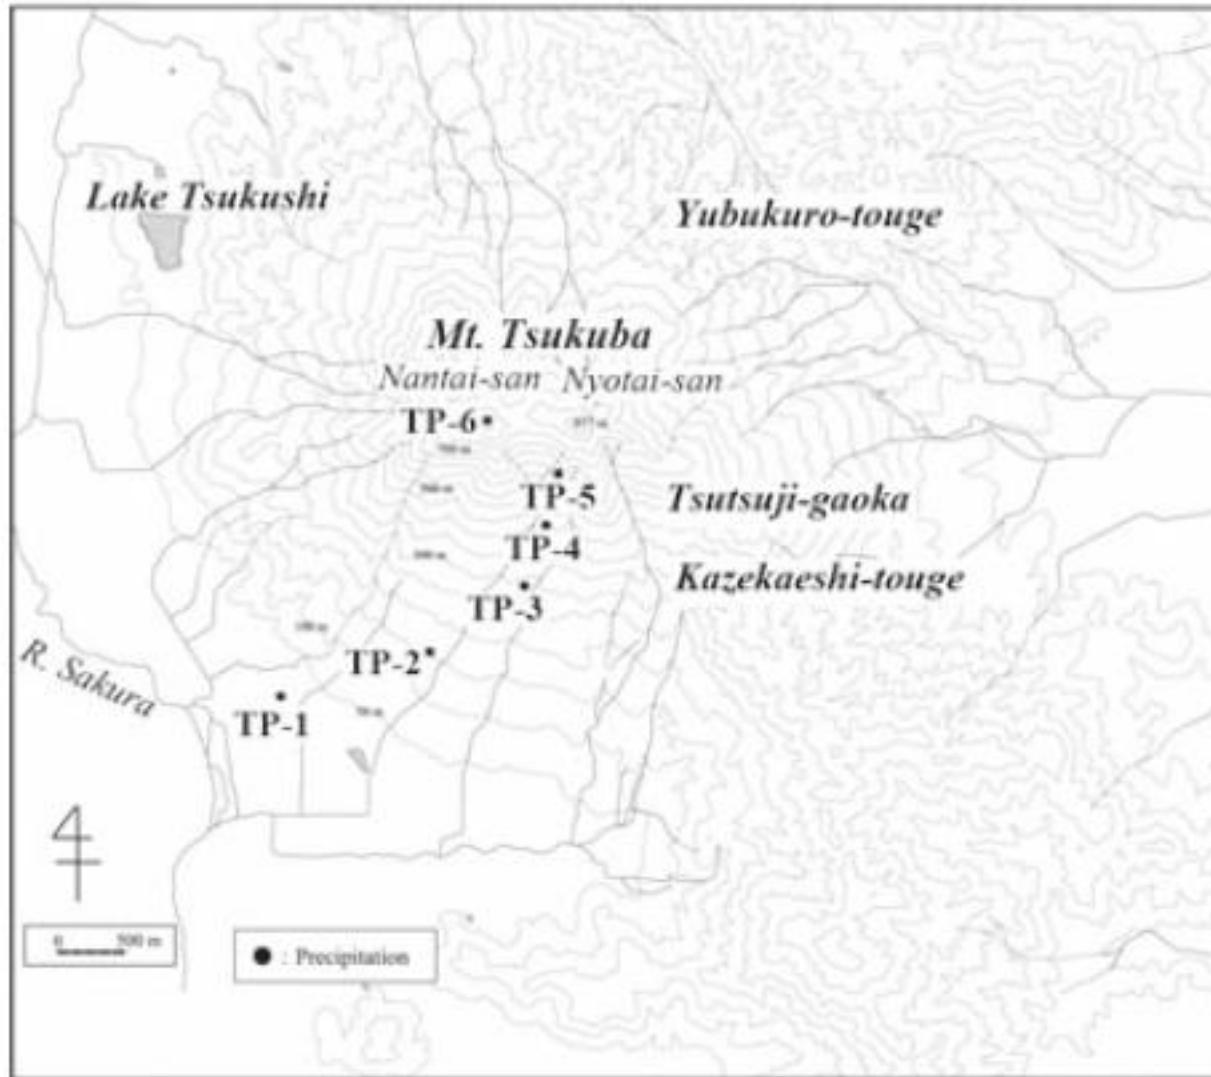 Lake Tsukushi
Yubukuro-touge
Mt. Tsukuba
Nantai-san Nyotai-san
TP-6
TP-5
Tsutsuji-gaoka
TP-4
Kazekaeshi-touge
TP-3
TP-2
R. Sakura
TP-1
0 500 m
: Precipitation